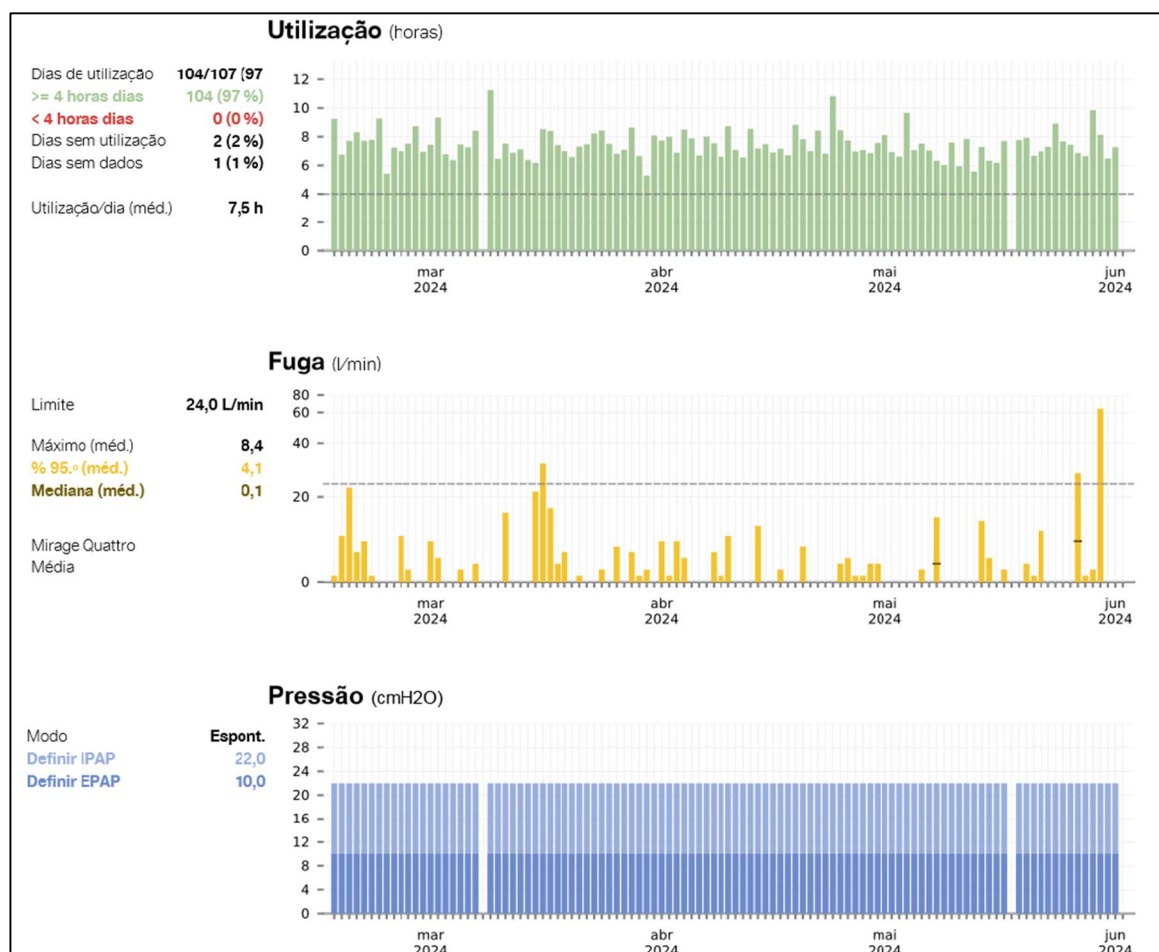 Utilização (horas)
Dias de utilização 104/107 (97
>= 4 horas dias 104 (97 %)
< 4 horas dias 0 (0 %)
Dias sem utilização 2 (2 %)
Dias sem dados 1 (1 %)
Utilização/dia (méd.) 7,5 h
12
10
8
6
4
2
0
mar abr mai jun
2024 2024 2024 2024
Fuga (l/min)
Limite 24,0 L/min
Máximo (méd.) 8,4
% 95.º (méd.) 4,1
Mediana (méd.) 0,1
Mirage Quattro
Média
80
60
40
20
0
mar abr mai jun
2024 2024 2024 2024
Pressão (cmH2O)
Modo Espont.
Definir IPAP 22,0
Definir EPAP 10,0
32
28
24
20
16
12
8
4
0
mar abr mai jun
2024 2024 2024 2024